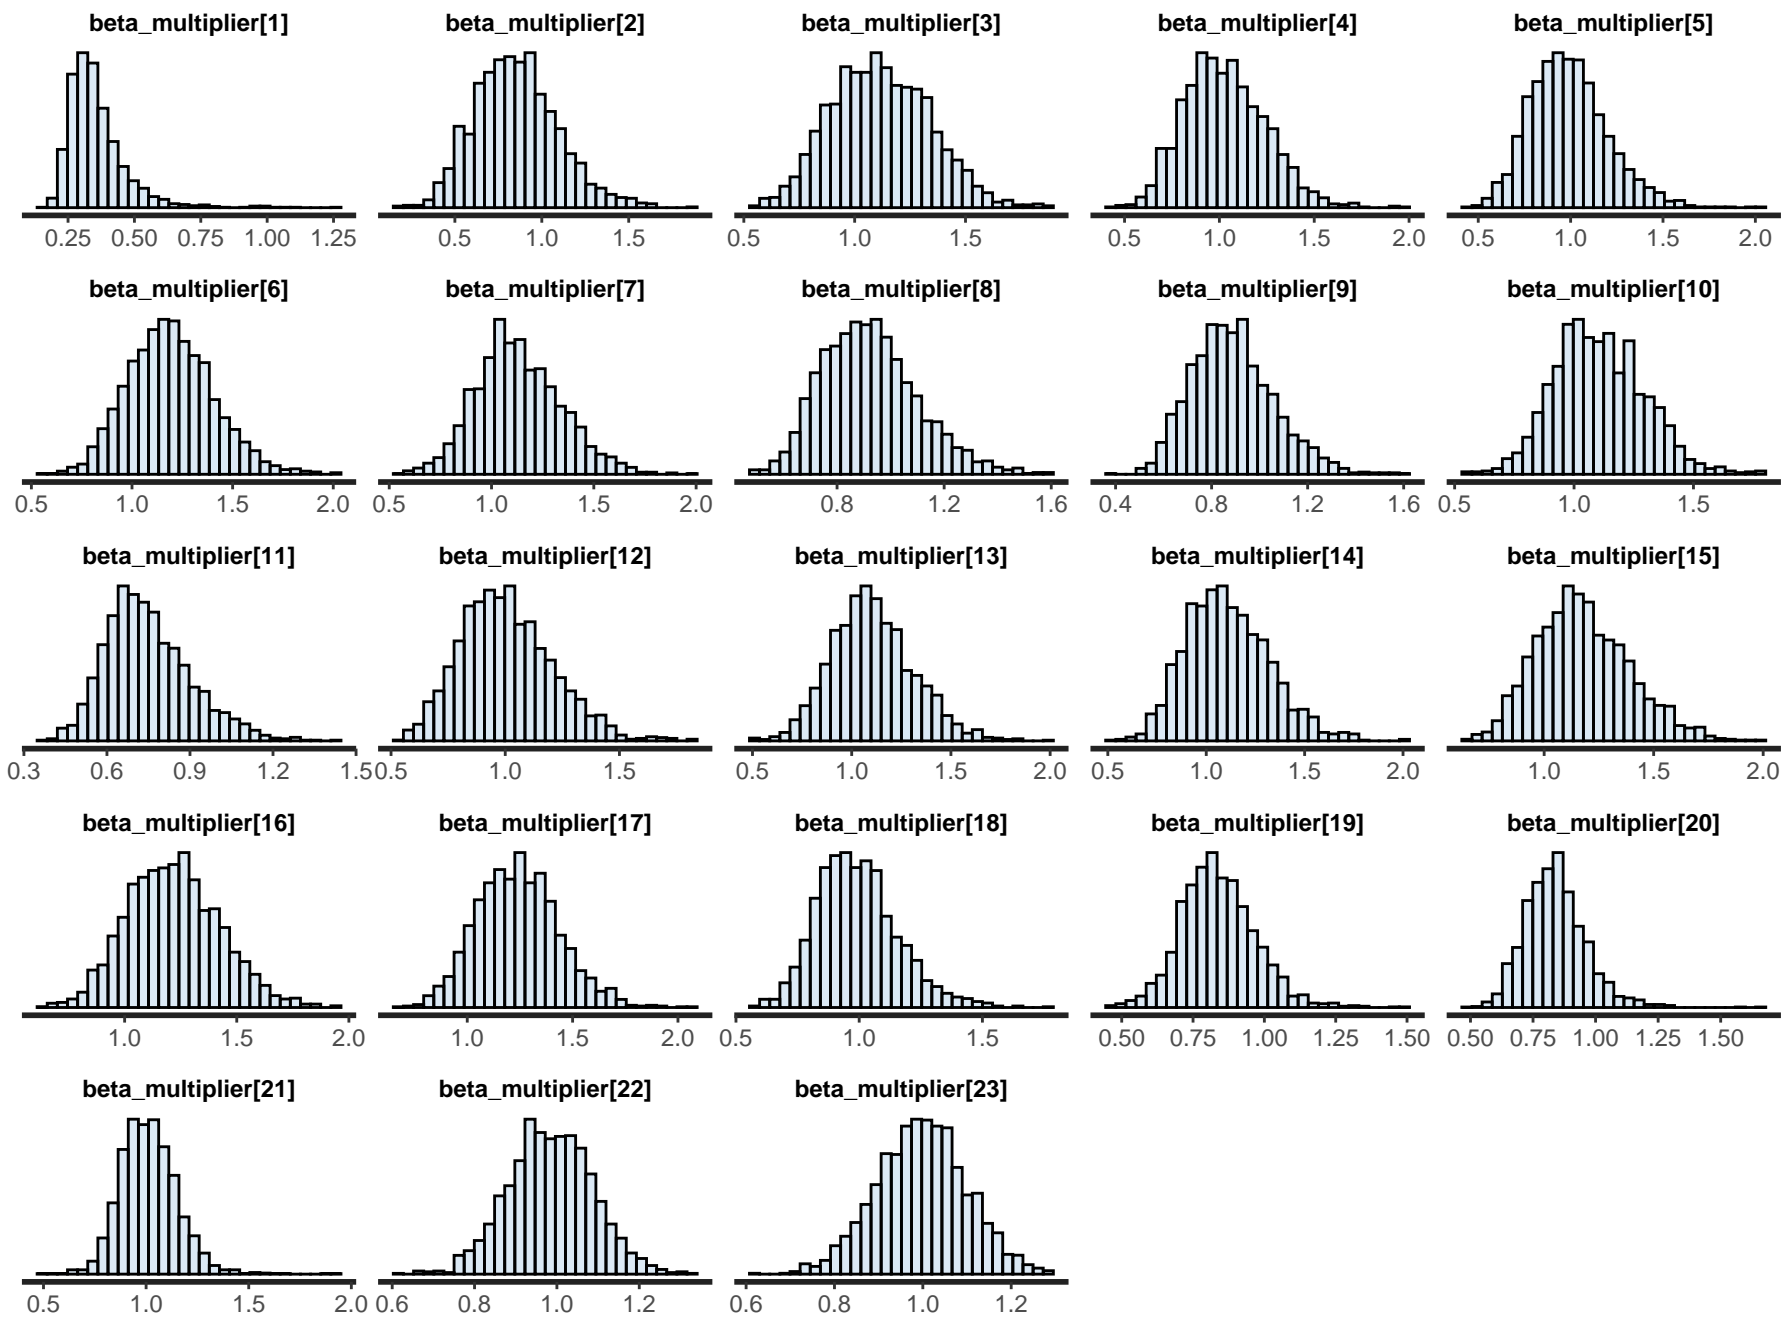 beta_multiplier[1] beta_multiplier[2] beta_multiplier[3] beta_multiplier[4] beta_multiplier[5]
0.25 0.50 0.75 1.00 1.25 0.5 1.0 1.5 0.5 1.0 1.5 0.5 1.0 1.5 2.0 0.5 1.0 1.5 2.0
beta_multiplier[6] beta_multiplier[7] beta_multiplier[8] beta_multiplier[9] beta_multiplier[10]
0.5 1.0 1.5 2.0 0.5 1.0 1.5 2.0 0.8 1.2 1.6 0.4 0.8 1.2 1.6 0.5 1.0 1.5
beta_multiplier[11] beta_multiplier[12] beta_multiplier[13] beta_multiplier[14] beta_multiplier[15]
0.3 0.6 0.9 1.2 1.5 0.5 1.0 1.5 0.5 1.0 1.5 2.0 0.5 1.0 1.5 2.0 1.0 1.5 2.0
beta_multiplier[16] beta_multiplier[17] beta_multiplier[18] beta_multiplier[19] beta_multiplier[20]
1.0 1.5 2.0 1.0 1.5 2.0 0.5 1.0 1.5 0.50 0.75 1.00 1.25 1.50 0.50 0.75 1.00 1.25 1.50
beta_multiplier[21] beta_multiplier[22] beta_multiplier[23]
0.5 1.0 1.5 2.0 0.6 0.8 1.0 1.2 0.6 0.8 1.0 1.2